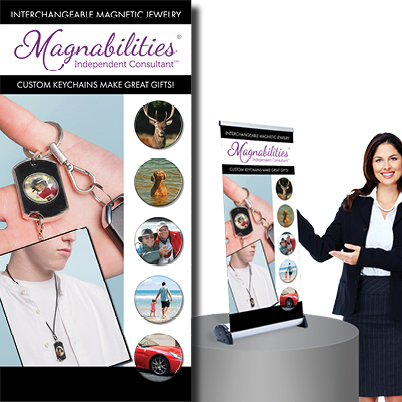 INTERCHANGEABLE MAGNETIC JEWELRY
Magnabilities®
Independent Consultant™
CUSTOM KEYCHAINS MAKE GREAT GIFTS!
INTERCHANGEABLE MAGNETIC JEWELRY
Magnabilities®
Independent Consultant™
CUSTOM KEYCHAINS MAKE GREAT GIFTS!